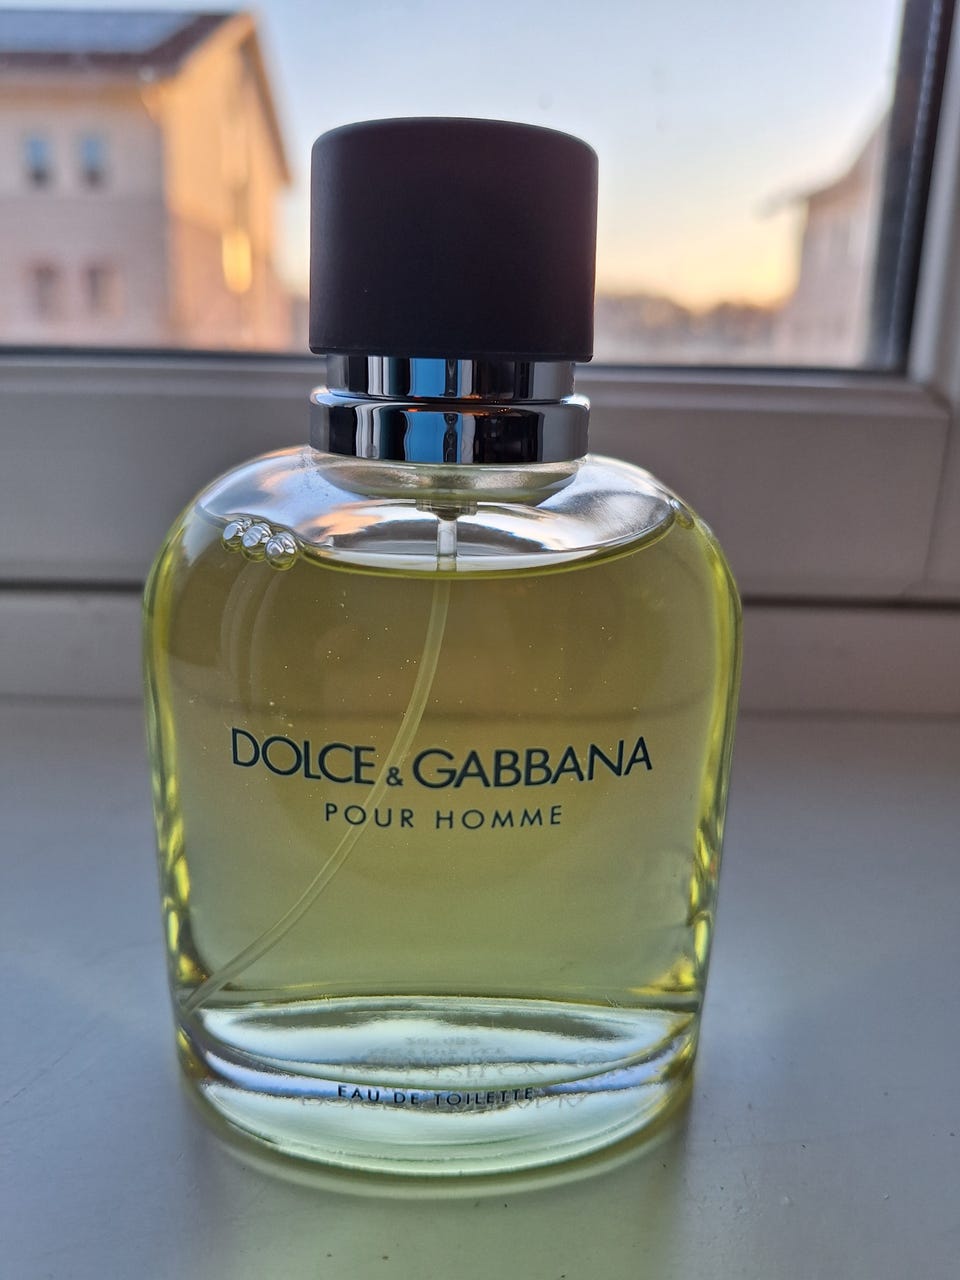 DOLCE & GABBANA
POUR HOMME
EAU DE TOILETTE